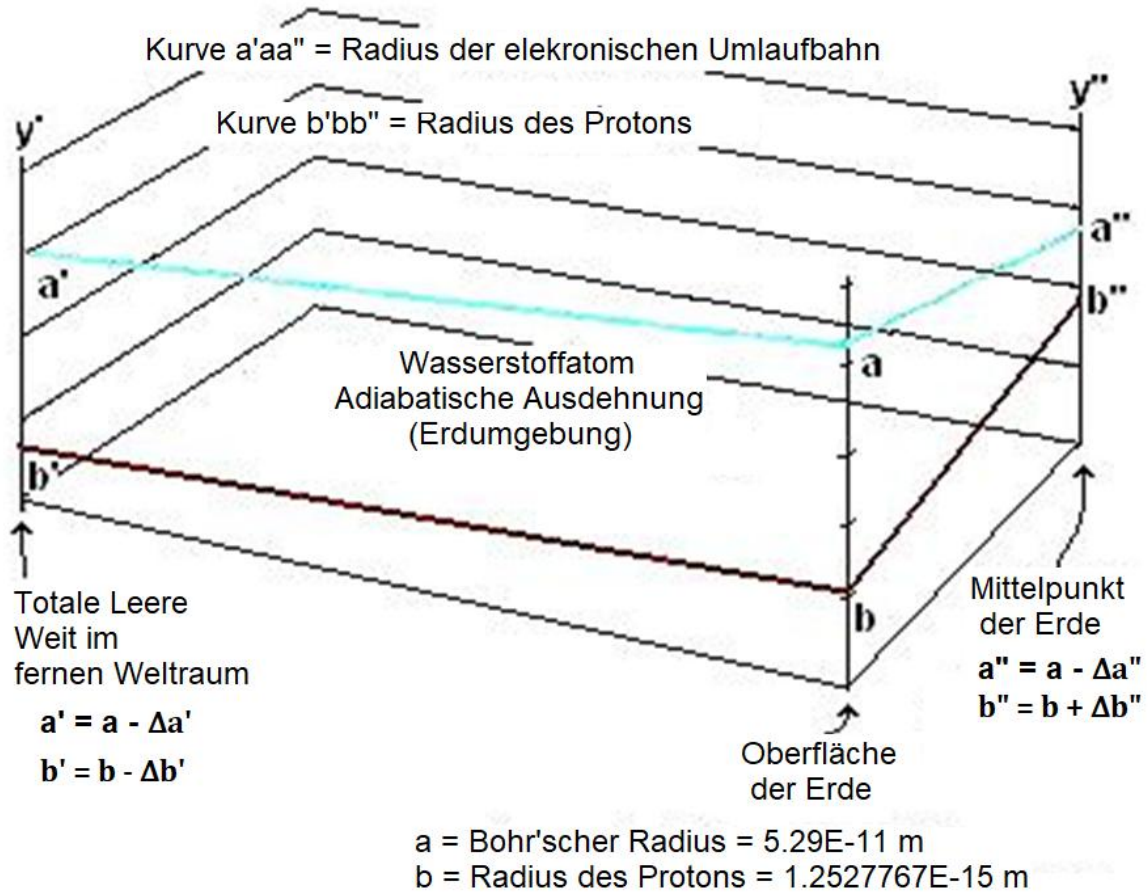 Kurve a'aa" = Radius der elekronischen Umlaufbahn
Kurve b'bb" = Radius des Protons
y'
y"
a'
a"
b"
a
Wasserstoffatom
Adiabatische Ausdehnung
(Erdumgebung)
b'
b
Totale Leere
Weit im
fernen Weltraum
a' = a - Δa'
b' = b - Δb'
Mittelpunkt
der Erde
a" = a - Δa"
b" = b + Δb"
Oberfläche
der Erde
a = Bohr'scher Radius = 5.29E-11 m
b = Radius des Protons = 1.2527767E-15 m